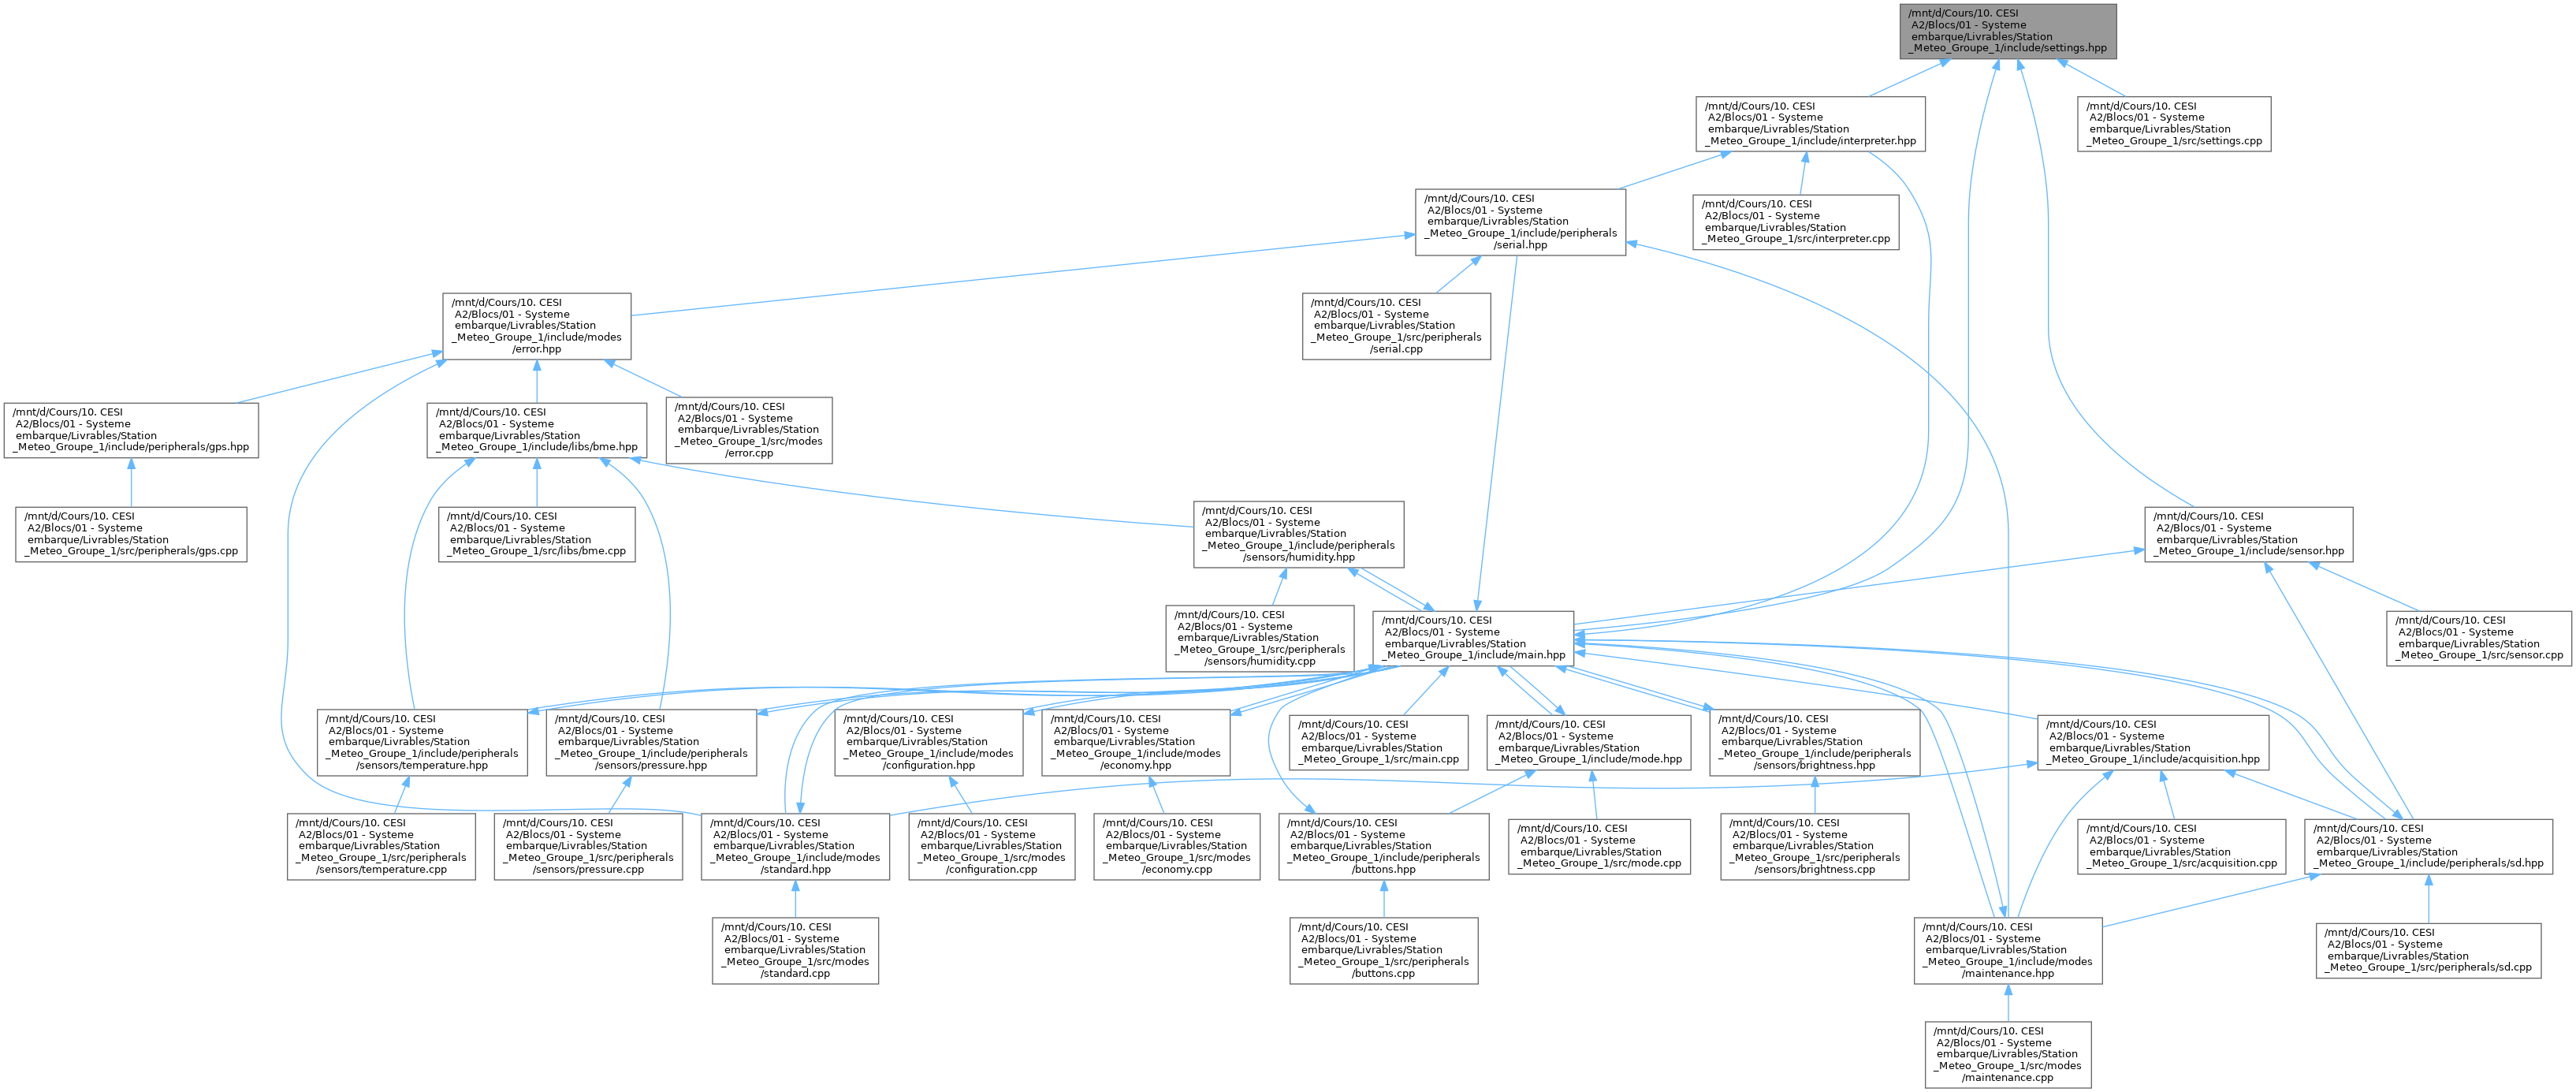 /mnt/d/Cours/10. CESI
A2/Blocs/01 - Systeme
embarque/Livrables/Station
_Meteo_Groupe_1/include/settings.hpp
/mnt/d/Cours/10. CESI
A2/Blocs/01 - Systeme
embarque/Livrables/Station
_Meteo_Groupe_1/include/interpreter.hpp
/mnt/d/Cours/10. CESI
A2/Blocs/01 - Systeme
embarque/Livrables/Station
_Meteo_Groupe_1/src/settings.cpp
/mnt/d/Cours/10. CESI
A2/Blocs/01 - Systeme
embarque/Livrables/Station
_Meteo_Groupe_1/include/peripherals
/serial.hpp
/mnt/d/Cours/10. CESI
A2/Blocs/01 - Systeme
embarque/Livrables/Station
_Meteo_Groupe_1/src/interpreter.cpp
/mnt/d/Cours/10. CESI
A2/Blocs/01 - Systeme
embarque/Livrables/Station
_Meteo_Groupe_1/include/modes
/error.hpp
/mnt/d/Cours/10. CESI
A2/Blocs/01 - Systeme
embarque/Livrables/Station
_Meteo_Groupe_1/src/peripherals
/serial.cpp
/mnt/d/Cours/10. CESI
A2/Blocs/01 - Systeme
embarque/Livrables/Station
_Meteo_Groupe_1/include/peripherals/gps.hpp
/mnt/d/Cours/10. CESI
A2/Blocs/01 - Systeme
embarque/Livrables/Station
_Meteo_Groupe_1/include/libs/bme.hpp
/mnt/d/Cours/10. CESI
A2/Blocs/01 - Systeme
embarque/Livrables/Station
_Meteo_Groupe_1/src/modes
/error.cpp
/mnt/d/Cours/10. CESI
A2/Blocs/01 - Systeme
embarque/Livrables/Station
_Meteo_Groupe_1/src/peripherals/gps.cpp
/mnt/d/Cours/10. CESI
A2/Blocs/01 - Systeme
embarque/Livrables/Station
_Meteo_Groupe_1/src/libs/bme.cpp
/mnt/d/Cours/10. CESI
A2/Blocs/01 - Systeme
embarque/Livrables/Station
_Meteo_Groupe_1/include/peripherals
/sensors/humidity.hpp
/mnt/d/Cours/10. CESI
A2/Blocs/01 - Systeme
embarque/Livrables/Station
_Meteo_Groupe_1/include/sensor.hpp
/mnt/d/Cours/10. CESI
A2/Blocs/01 - Systeme
embarque/Livrables/Station
_Meteo_Groupe_1/src/peripherals
/sensors/humidity.cpp
/mnt/d/Cours/10. CESI
A2/Blocs/01 - Systeme
embarque/Livrables/Station
_Meteo_Groupe_1/include/main.hpp
/mnt/d/Cours/10. CESI
A2/Blocs/01 - Systeme
embarque/Livrables/Station
_Meteo_Groupe_1/src/sensor.cpp
/mnt/d/Cours/10. CESI
A2/Blocs/01 - Systeme
embarque/Livrables/Station
_Meteo_Groupe_1/include/peripherals
/sensors/temperature.hpp
/mnt/d/Cours/10. CESI
A2/Blocs/01 - Systeme
embarque/Livrables/Station
_Meteo_Groupe_1/include/peripherals
/sensors/pressure.hpp
/mnt/d/Cours/10. CESI
A2/Blocs/01 - Systeme
embarque/Livrables/Station
_Meteo_Groupe_1/include/modes
/configuration.hpp
/mnt/d/Cours/10. CESI
A2/Blocs/01 - Systeme
embarque/Livrables/Station
_Meteo_Groupe_1/include/modes
/economy.hpp
/mnt/d/Cours/10. CESI
A2/Blocs/01 - Systeme
embarque/Livrables/Station
_Meteo_Groupe_1/src/main.cpp
/mnt/d/Cours/10. CESI
A2/Blocs/01 - Systeme
embarque/Livrables/Station
_Meteo_Groupe_1/include/mode.hpp
/mnt/d/Cours/10. CESI
A2/Blocs/01 - Systeme
embarque/Livrables/Station
_Meteo_Groupe_1/include/peripherals
/sensors/brightness.hpp
/mnt/d/Cours/10. CESI
A2/Blocs/01 - Systeme
embarque/Livrables/Station
_Meteo_Groupe_1/include/acquisition.hpp
/mnt/d/Cours/10. CESI
A2/Blocs/01 - Systeme
embarque/Livrables/Station
_Meteo_Groupe_1/src/peripherals
/sensors/temperature.cpp
/mnt/d/Cours/10. CESI
A2/Blocs/01 - Systeme
embarque/Livrables/Station
_Meteo_Groupe_1/src/peripherals
/sensors/pressure.cpp
/mnt/d/Cours/10. CESI
A2/Blocs/01 - Systeme
embarque/Livrables/Station
_Meteo_Groupe_1/include/modes
/standard.hpp
/mnt/d/Cours/10. CESI
A2/Blocs/01 - Systeme
embarque/Livrables/Station
_Meteo_Groupe_1/src/modes
/configuration.cpp
/mnt/d/Cours/10. CESI
A2/Blocs/01 - Systeme
embarque/Livrables/Station
_Meteo_Groupe_1/src/modes
/economy.cpp
/mnt/d/Cours/10. CESI
A2/Blocs/01 - Systeme
embarque/Livrables/Station
_Meteo_Groupe_1/include/peripherals
/buttons.hpp
/mnt/d/Cours/10. CESI
A2/Blocs/01 - Systeme
embarque/Livrables/Station
_Meteo_Groupe_1/src/mode.cpp
/mnt/d/Cours/10. CESI
A2/Blocs/01 - Systeme
embarque/Livrables/Station
_Meteo_Groupe_1/src/peripherals
/sensors/brightness.cpp
/mnt/d/Cours/10. CESI
A2/Blocs/01 - Systeme
embarque/Livrables/Station
_Meteo_Groupe_1/src/acquisition.cpp
/mnt/d/Cours/10. CESI
A2/Blocs/01 - Systeme
embarque/Livrables/Station
_Meteo_Groupe_1/include/peripherals/sd.hpp
/mnt/d/Cours/10. CESI
A2/Blocs/01 - Systeme
embarque/Livrables/Station
_Meteo_Groupe_1/src/modes
/standard.cpp
/mnt/d/Cours/10. CESI
A2/Blocs/01 - Systeme
embarque/Livrables/Station
_Meteo_Groupe_1/src/peripherals
/buttons.cpp
/mnt/d/Cours/10. CESI
A2/Blocs/01 - Systeme
embarque/Livrables/Station
_Meteo_Groupe_1/include/modes
/maintenance.hpp
/mnt/d/Cours/10. CESI
A2/Blocs/01 - Systeme
embarque/Livrables/Station
_Meteo_Groupe_1/src/peripherals/sd.cpp
/mnt/d/Cours/10. CESI
A2/Blocs/01 - Systeme
embarque/Livrables/Station
_Meteo_Groupe_1/src/modes
/maintenance.cpp